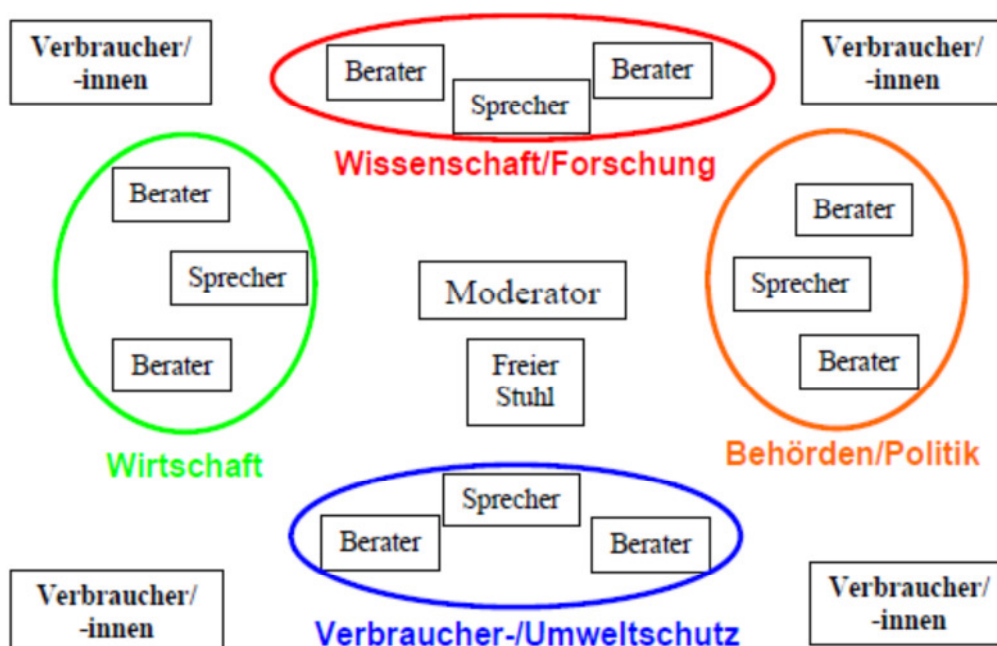 Verbraucher/
-innen
Berater
Sprecher
Berater
Verbraucher/
-innen
Wissenschaft/Forschung
Berater
Sprecher
Berater
Wirtschaft
Moderator
Freier
Stuhl
Berater
Sprecher
Berater
Behörden/Politik
Sprecher
Berater
Berater
Verbraucher-/Umweltschutz
Verbraucher/
-innen
Verbraucher/
-innen